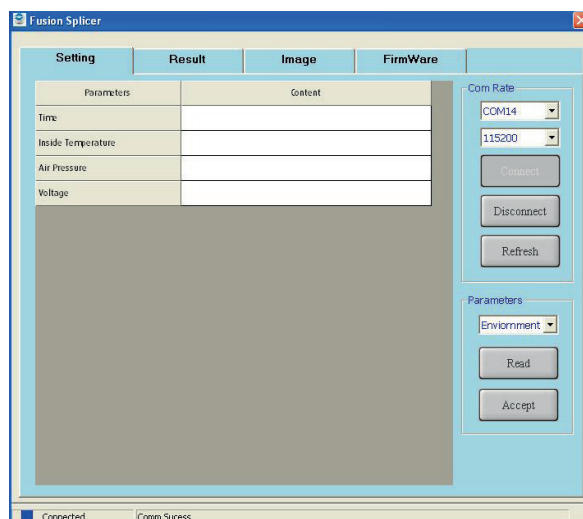 Fusion Splicer
Setting Result Image FirmWare
Parameters Content
Time
Inside Temperature
Air Pressure
Voltage
Com Rate
COM14
115200
Connect
Disconnect
Refresh
Parameters
Enviornment
Read
Accept
Connected Comm Sucess